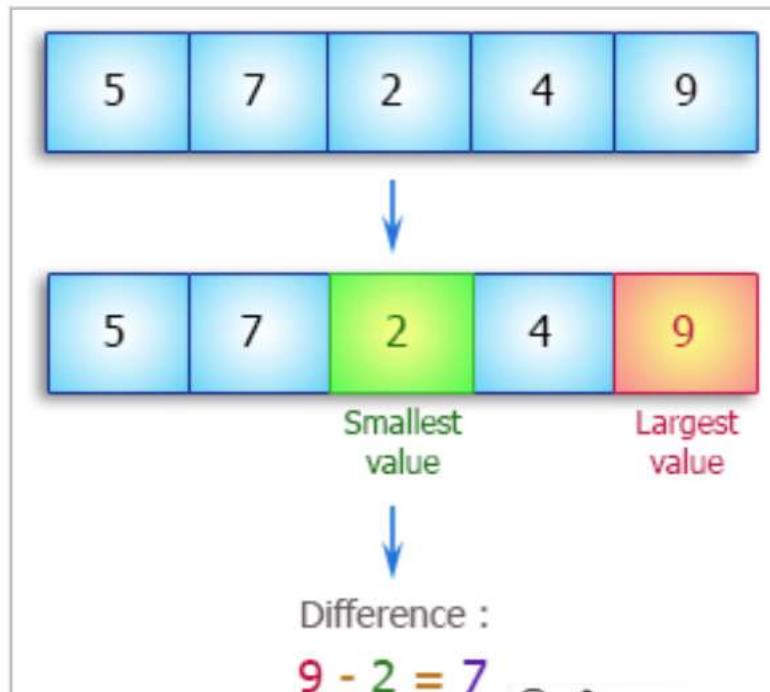 5 7 2 4 9
5 7 2 4 9
Smallest Largest
value value
Difference :
9 - 2 = 7